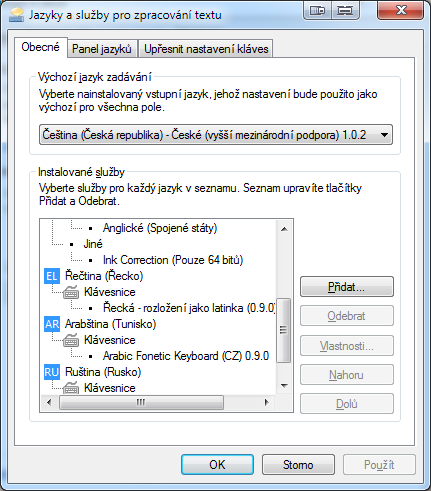 Jazyky a služby pro zpracování textu
Obecné Panel jazyků Upřesnit nastavení kláves
Výchozí jazyk zadávání
Vyberte nainstalovaný vstupní jazyk, jehož nastavení bude použito jako
výchozí pro všechna pole.
Čeština (Česká republika) - České (vyšší mezinárodní podpora) 1.0.2
Instalované služby
Vyberte služby pro každý jazyk v seznamu. Seznam upravíte tlačítky
Přidat a Odebrat.
Anglické (Spojené státy)
Jiné
Ink Correction (Pouze 64 bitů)
EL Řečtina (Řecko)
Klávesnice
Řecká - rozložení jako latinka (0.9.0)
AR Arabština (Tunisko)
Klávesnice
Arabic Fonetic Keyboard (CZ) 0.9.0
RU Ruština (Rusko)
Klávesnice
Přidat...
Odebrat
Vlastnosti...
Nahoru
Dolů
OK Storno Použít